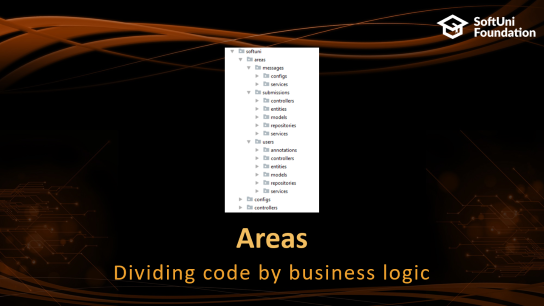 SoftUni
Foundation
softuni
areas
messages
configs
services
submissions
controllers
entities
models
repositories
services
users
annotations
controllers
entities
models
repositories
services
configs
controllers
Areas
Dividing code by business logic